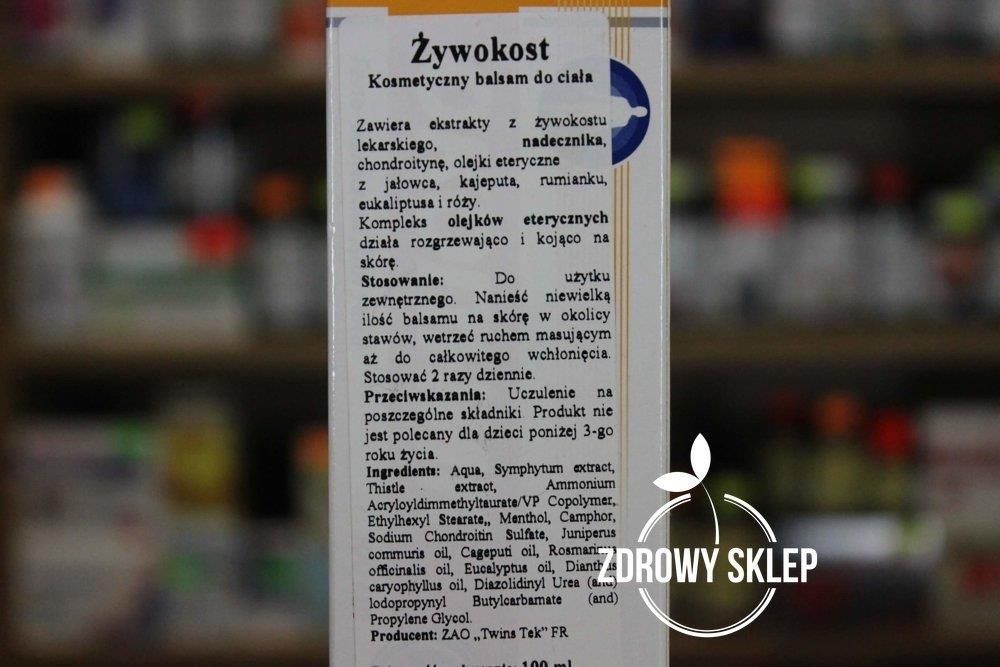 Żywokost
Kosmetyczny balsam do ciała
Zawiera ekstrakty z żywokostu
lekarskiego, nadecznika,
chondroitynę, olejki eteryczne
z jałowca, kajeputa, rumianku,
eukaliptusa i róży.
Kompleks olejków eterycznych
działa rozgrzewająco i kojąco na
skórę.
Stosowanie: Do użytku
zewnętrznego. Nanieść niewielką
ilość balsamu na skórę w okolicy
stawów, wetrzeć ruchem masującym
aż do całkowitego wchłonięcia.
Stosować 2 razy dziennie.
Przeciwskazania: Uczulenie na
poszczególne składniki. Produkt nie
jest polecany dla dzieci poniżej 3-go
roku życia.
Ingredients: Aqua, Symphytum extract,
Thistle extract, Ammonium
Acryloyldimmethyltaurate/VP Copolymer,
Ethylhexyl Stearate,, Menthol, Camphor,
Sodium Chondroitin Sulfate, Juniperus
commuris oil, Cageputi oil, Rosmarinus
officinalis oil, Eucalyptus oil, Dianthus
caryophyllus oil, Diazolidinyl Urea (and)
lodopropynyl Butylcarbamate (and)
Propylene Glycol.
Producent: ZAO „Twins Tek" FR
100 ml
ZDROWY SKLEP